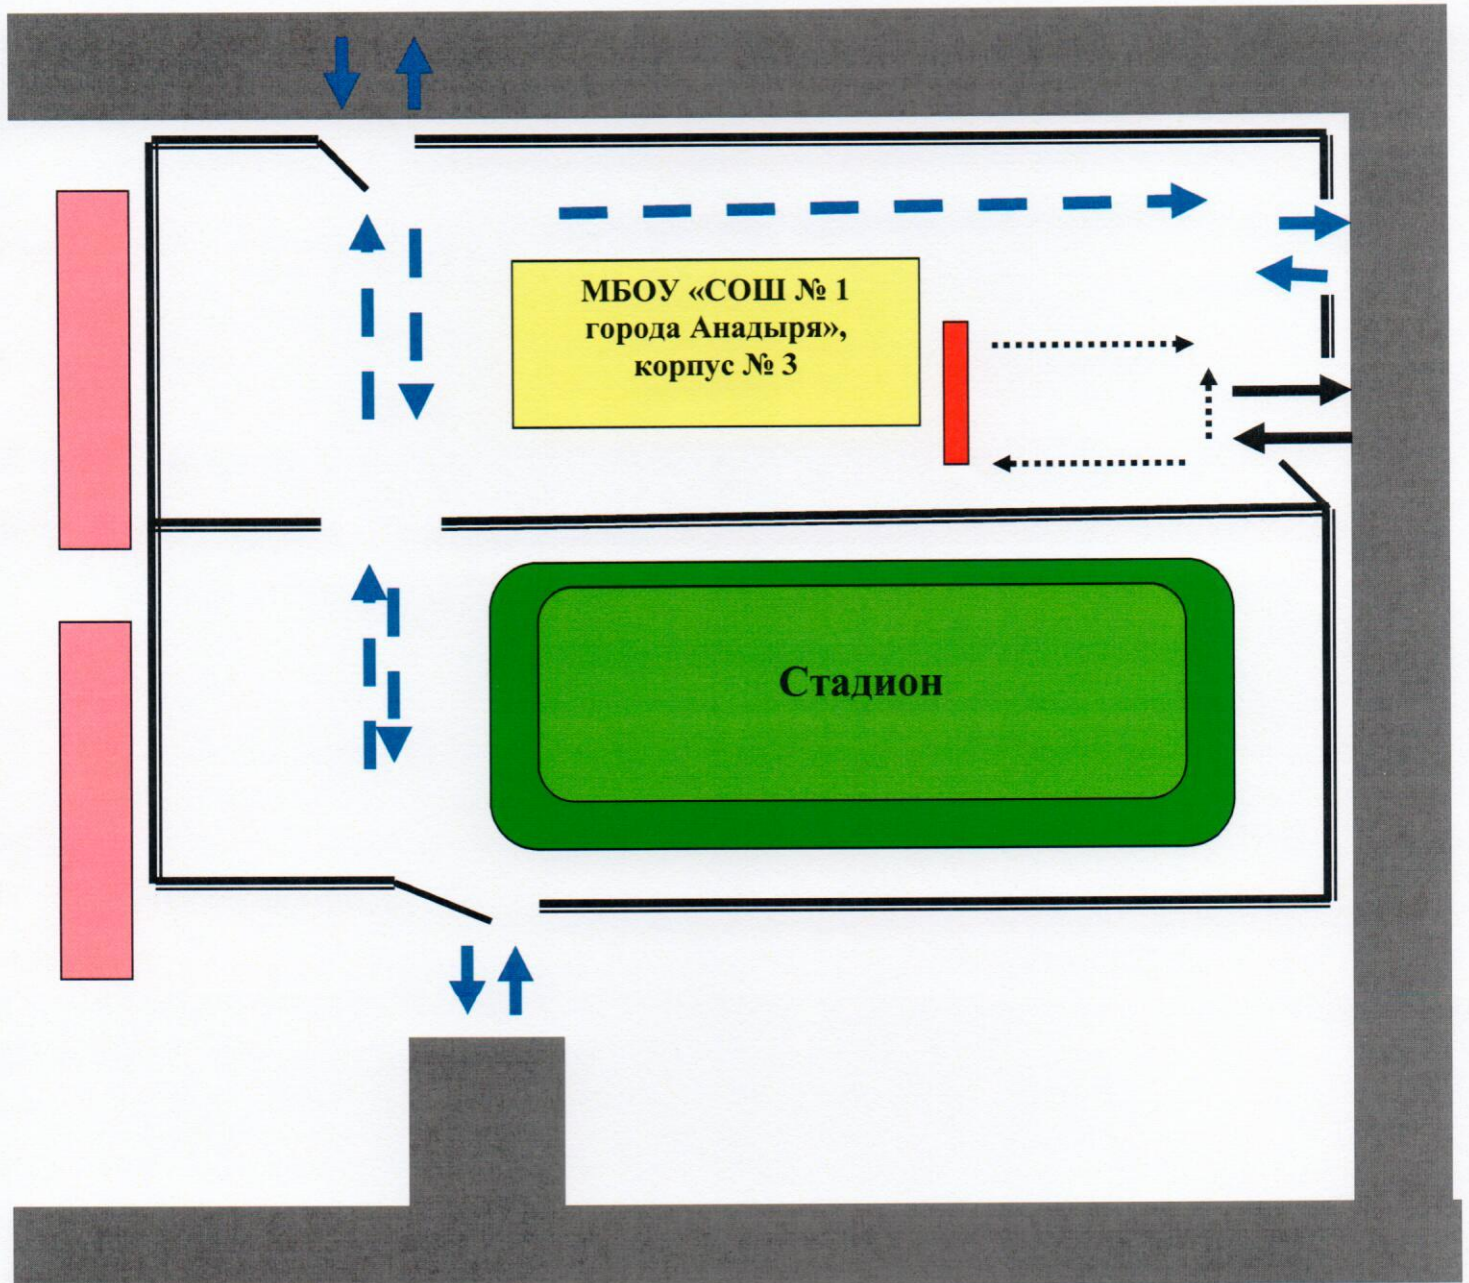 МБОУ «СОШ № 1
города Анадыря»,
корпус № 3
Стадион